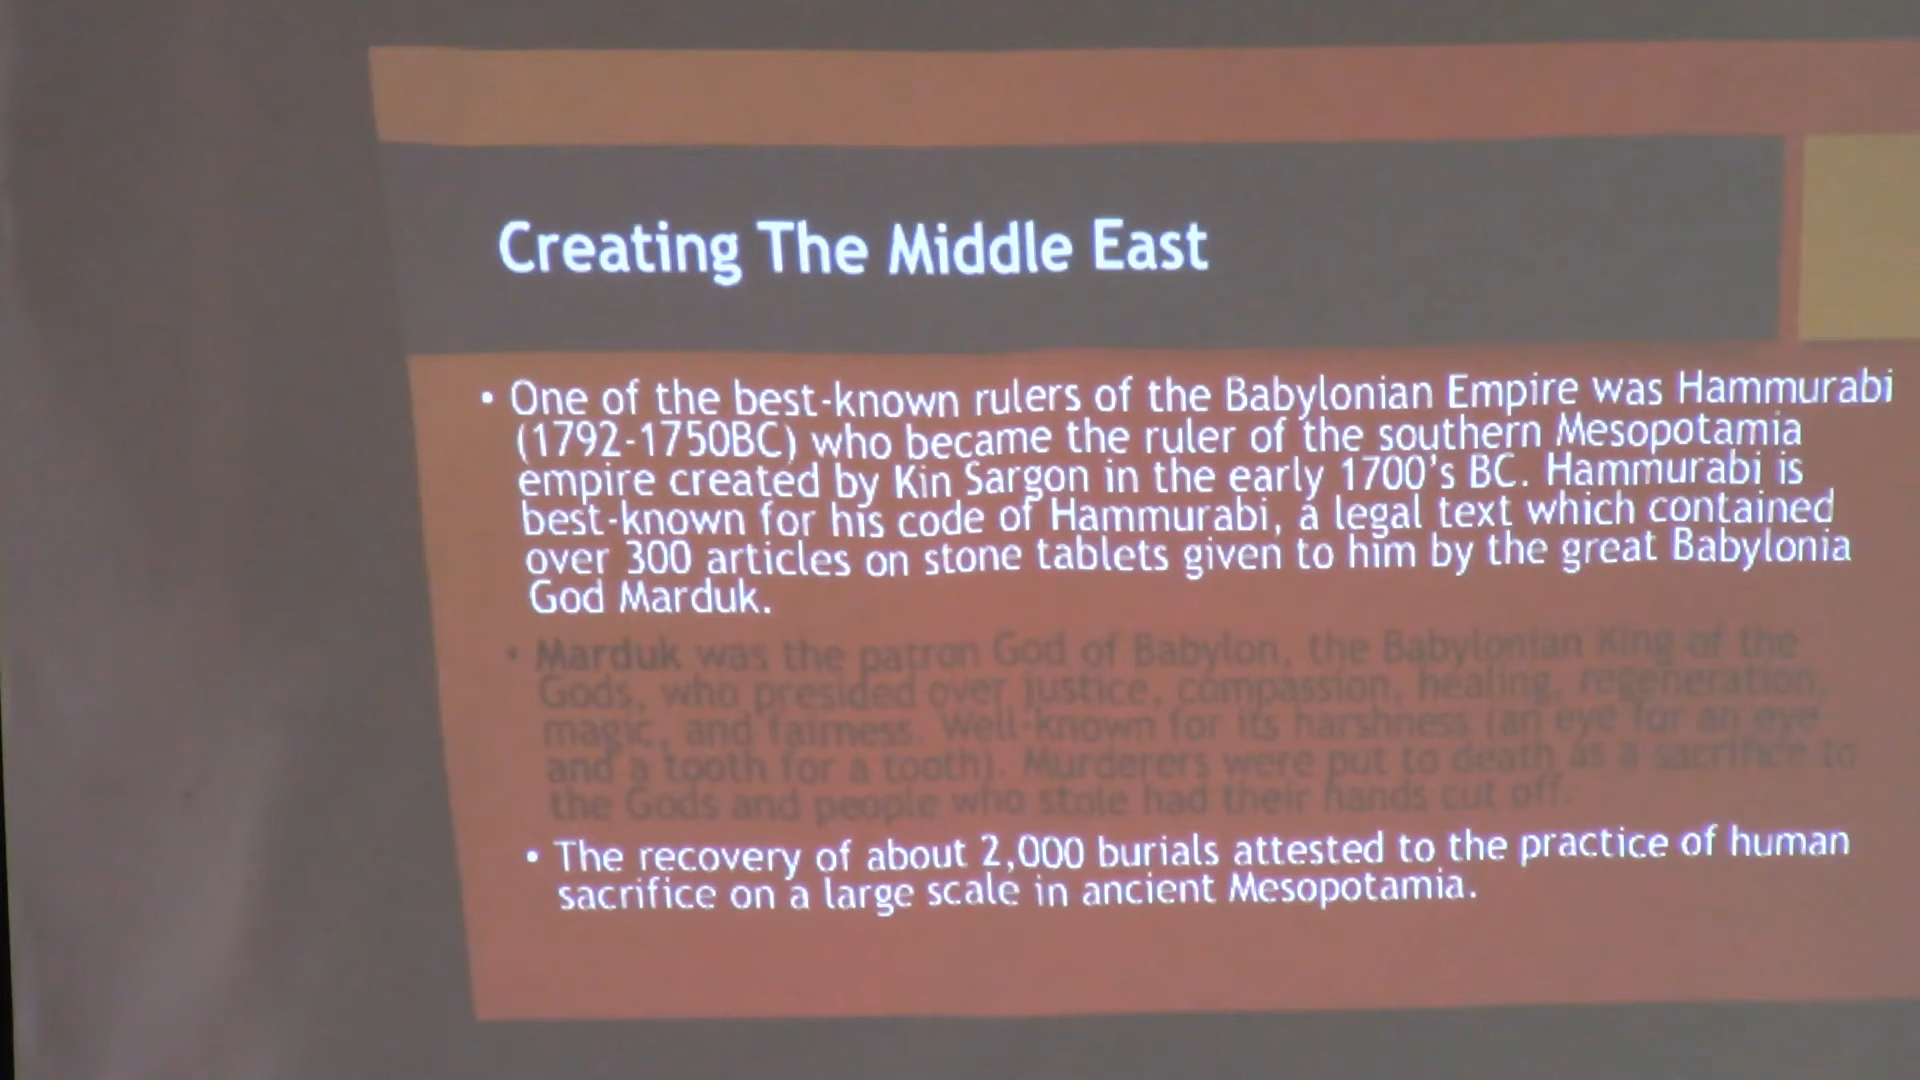 Creating The Middle East
• One of the best-known rulers of the Babylonian Empire was Hammurabi
(1792-1750BC) who became the ruler of the southern Mesopotamia
empire created by Kin Sargon in the early 1700's BC. Hammurabi is
best-known for his code of Hammurabi, a legal text which contained
over 300 articles on stone tablets given to him by the great Babylonia
God Marduk.
• Marduk was the patron God of Babylon, the Babylonian King of the
Gods, who presided over justice, compassion, healing, regeneration,
magic, and fairness. Well-known for its harshness (an eye for an eye
and a tooth for a tooth). Murderers were put to death as a sacrifice to
the Gods and people who stole had their hands cut off.
• The recovery of about 2,000 burials attested to the practice of human
sacrifice on a large scale in ancient Mesopotamia.